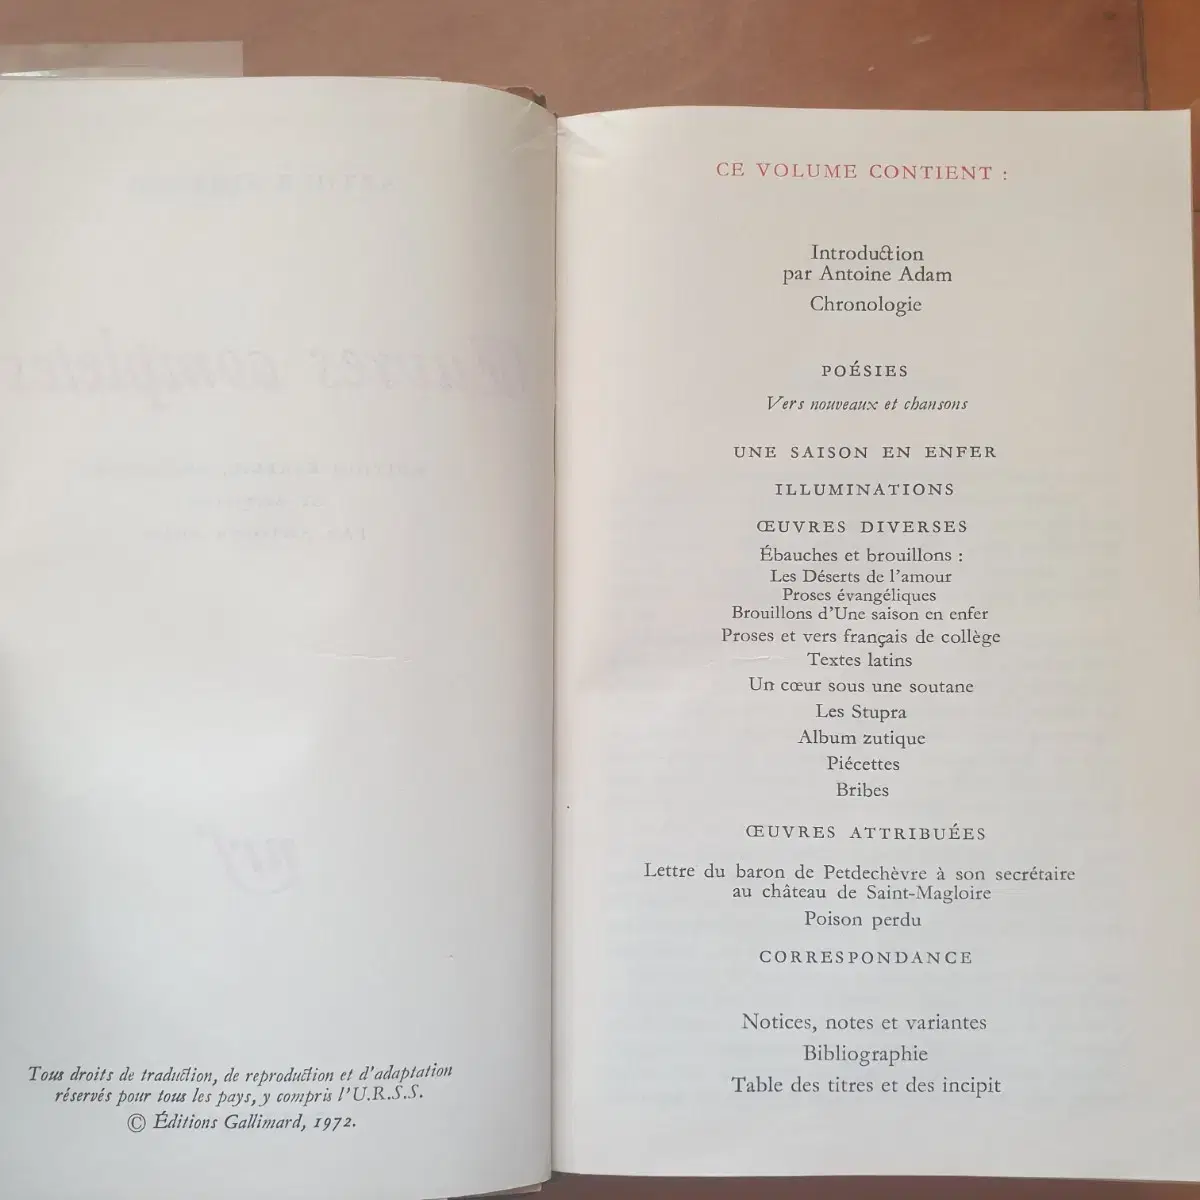 Tous droits de traduction, de reproduction et d'adaptation
réservés pour tous les pays, y compris l'U.R.S.S.
© Éditions Gallimard, 1972.
CE VOLUME CONTIENT :
Introduction
par Antoine Adam
Chronologie
POÉSIES
Vers nouveaux et chansons
UNE SAISON EN ENFER
ILLUMINATIONS
ŒUVRES DIVERSES
Ébauches et brouillons :
Les Déserts de l'amour
Proses évangéliques
Brouillons d'Une saison en enfer
Proses et vers français de collège
Textes latins
Un cœur sous une soutane
Les Stupra
Album zutique
Piécettes
Bribes
ŒUVRES ATTRIBUÉES
Lettre du baron de Petdechèvre à son secrétaire
au château de Saint-Magloire
Poison perdu
CORRESPONDANCE
Notices, notes et variantes
Bibliographie
Table des titres et des incipit